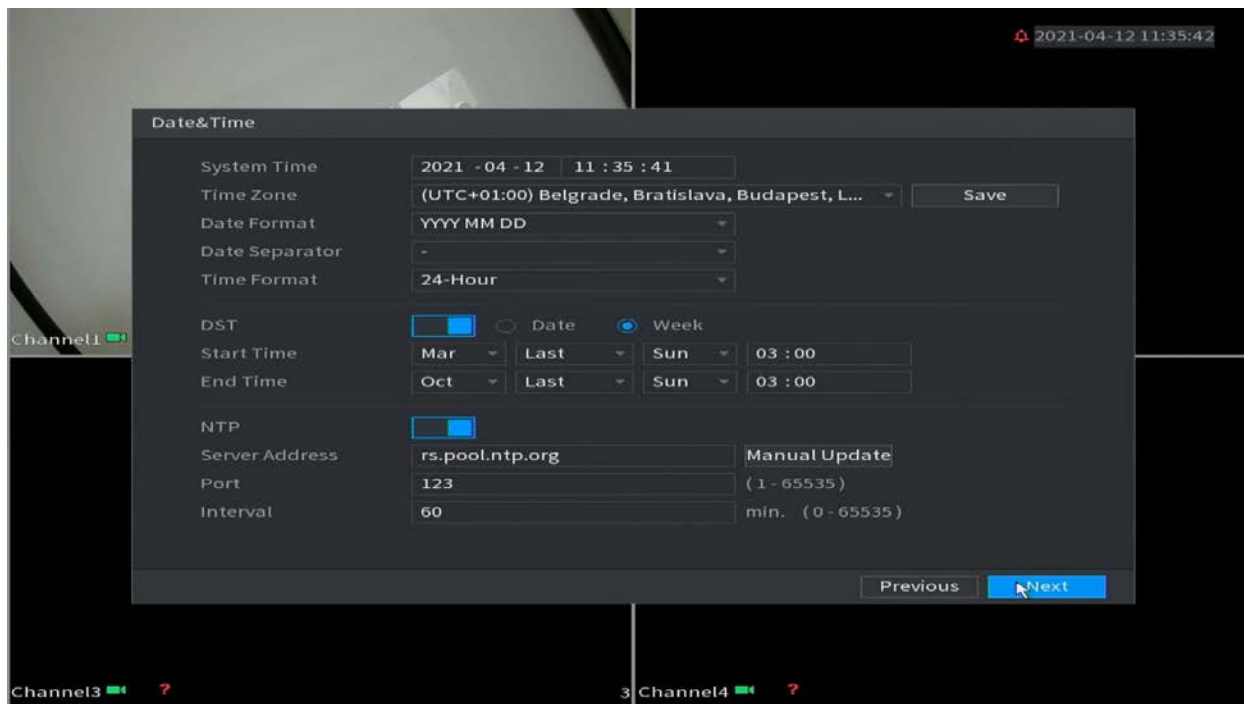 2021-04-12 11:35:42
Date&Time
System Time 2021 - 04 - 12 11 : 35 : 41
Time Zone (UTC+01:00) Belgrade, Bratislava, Budapest, L... Save
Date Format YYYY MM DD
Date Separator -
Time Format 24-Hour
DST Date Week
Channel1
Start Time Mar Last Sun 03 : 00
End Time Oct Last Sun 03 : 00
NTP
Server Address rs.pool.ntp.org Manual Update
Port 123 (1 - 65535)
Interval 60 min. (0 - 65535)
Previous Next
Channel3 ? 3 Channel4 ?